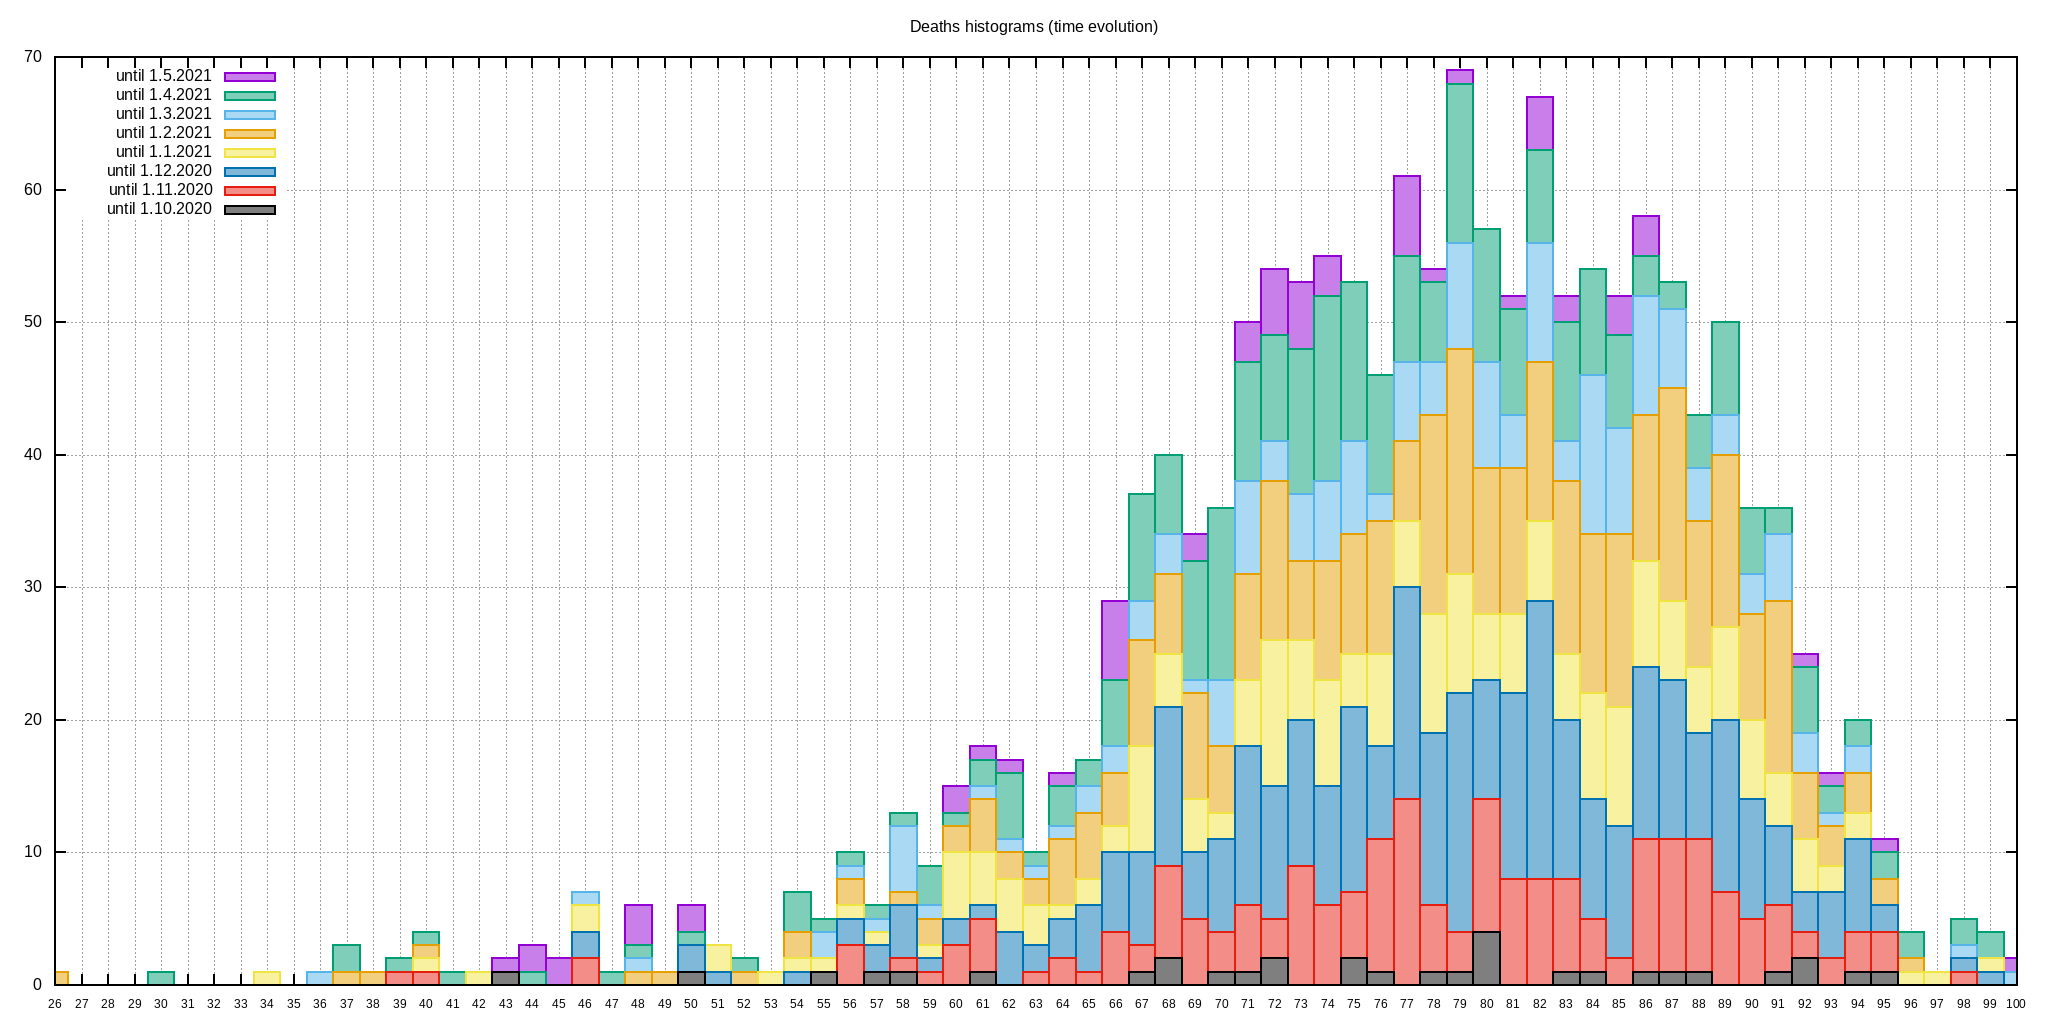 Deaths histograms (time evolution)
70
60
50
40
30
20
10
0
until 1.5.2021
until 1.4.2021
until 1.3.2021
until 1.2.2021
until 1.1.2021
until 1.12.2020
until 1.11.2020
until 1.10.2020
26 27 28 29 30 31 32 33 34 35 36 37 38 39 40 41 42 43 44 45 46 47 48 49 50 51 52 53 54 55 56 57 58 59 60 61 62 63 64 65 66 67 68 69 70 71 72 73 74 75 76 77 78 79 80 81 82 83 84 85 86 87 88 89 90 91 92 93 94 95 96 97 98 99 100